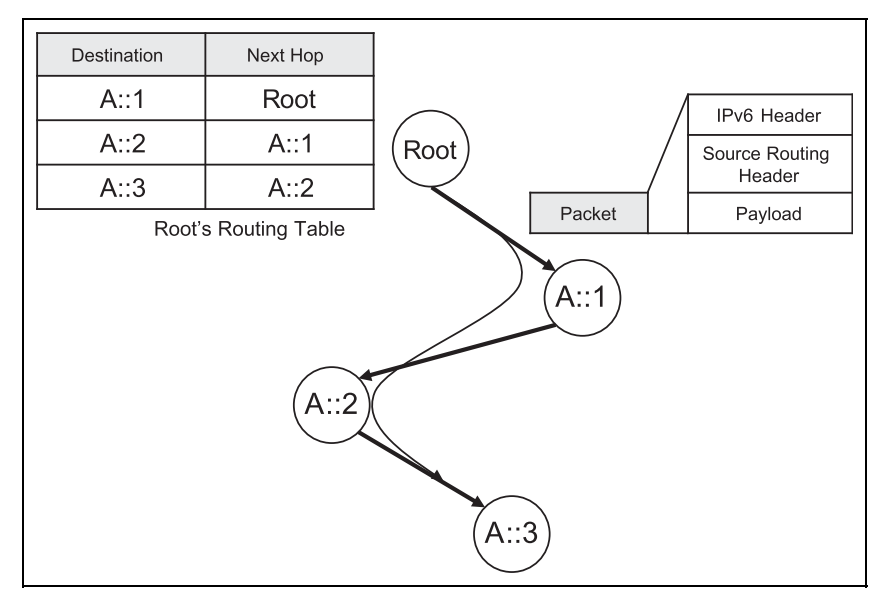 Destination Next Hop
A::1 Root
A::2 A::1
A::3 A::2
Root's Routing Table
Root
IPv6 Header
Source Routing
Header
Packet
Payload
A::1
A::2
A::3